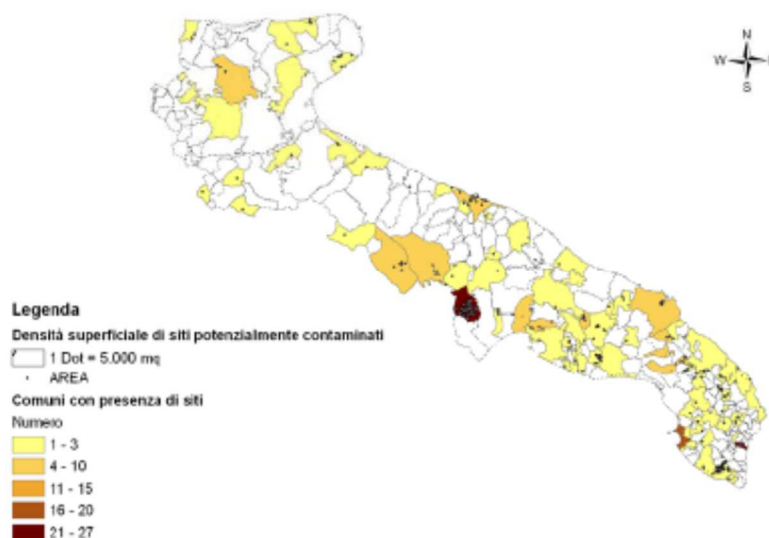 N
W
S
Legenda
Densità superficiale di siti potenzialmente contaminati
1 Dot = 5.000 mq
AREA
Comuni con presenza di siti
Numero
1 - 3
4 - 10
11 - 15
16 - 20
21 - 27